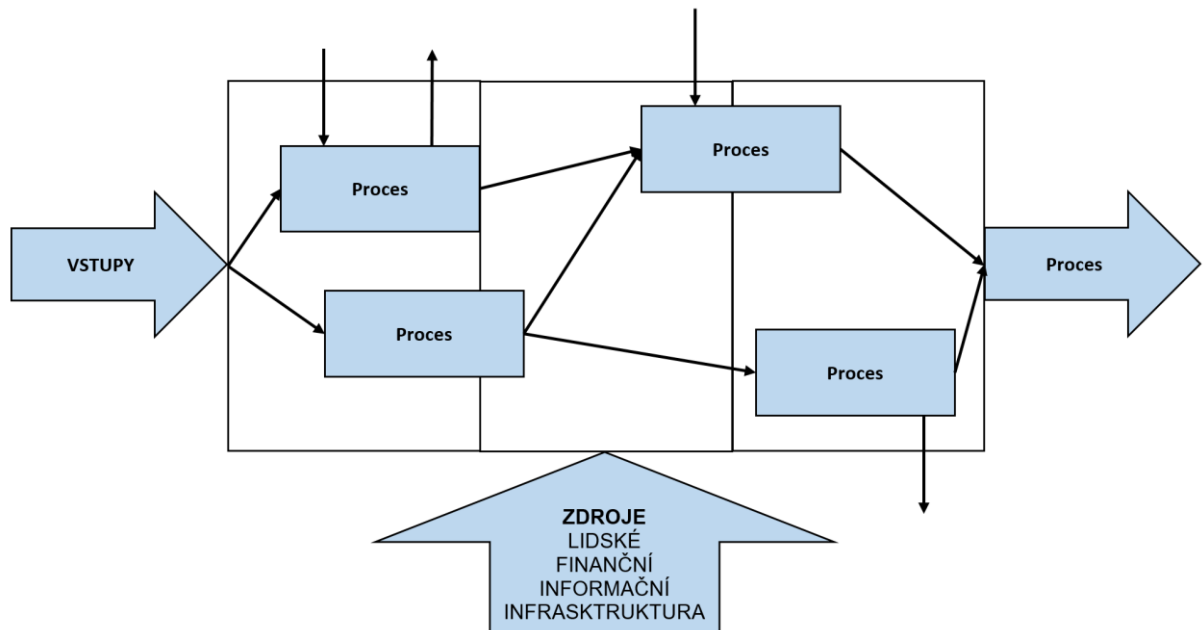 Proces
Proces
VSTUPY
Proces
Proces
Proces
ZDROJE
LIDSKÉ
FINANČNÍ
INFORMAČNÍ
INFRASKTRUKTURA